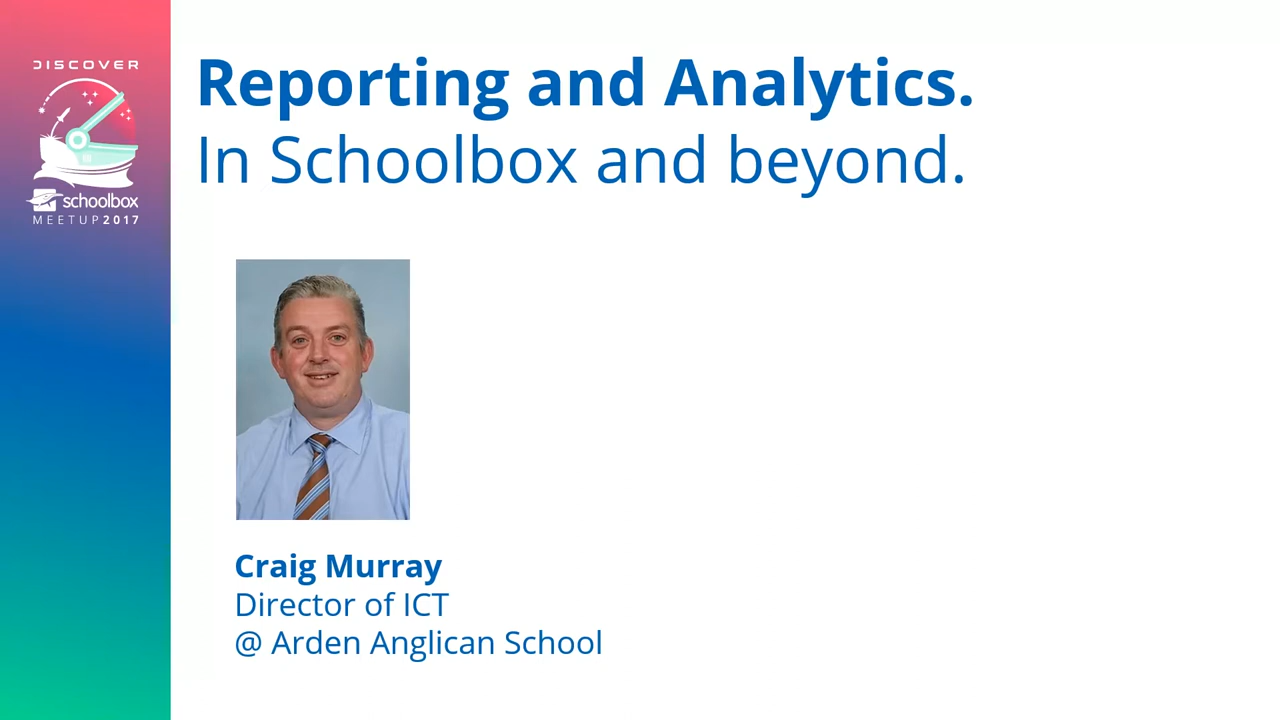 DISCOVER
schoolbox
MEETUP2017
Reporting and Analytics.
In Schoolbox and beyond.
Craig Murray
Director of ICT
@ Arden Anglican School